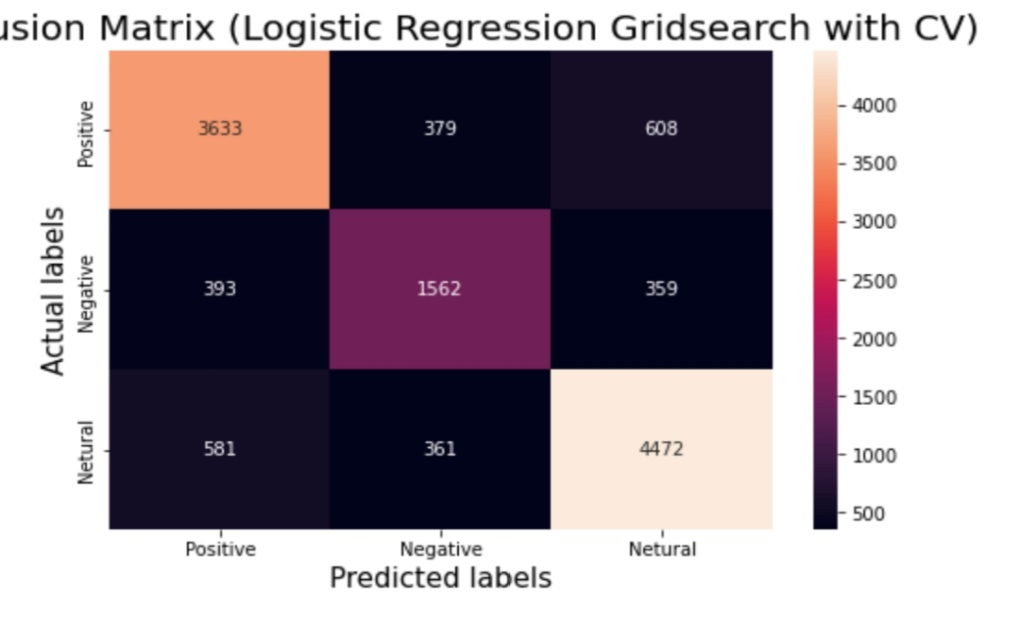 usion Matrix (Logistic Regression Gridsearch with CV)
Actual labels
Positive
Negative
Netural
3633 379 608
393 1562 359
581 361 4472
Positive Negative Netural
Predicted labels
4000
3500
3000
2500
2000
1500
1000
500